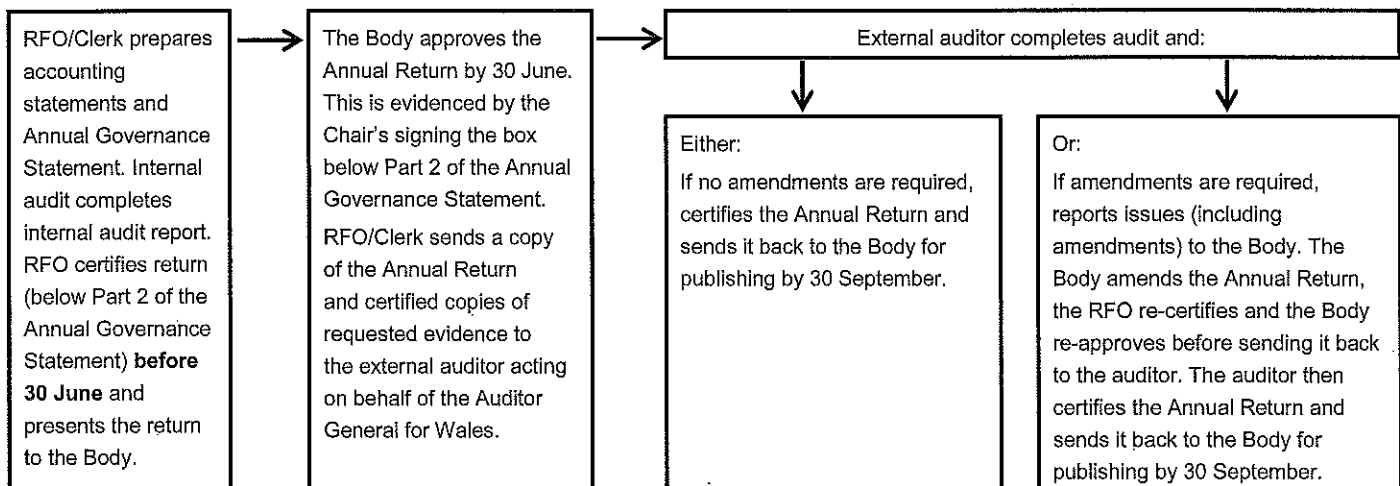 RFO/Clerk prepares
accounting
statements and
Annual Governance
Statement. Internal
audit completes
internal audit report.
RFO certifies return
(below Part 2 of the
Annual Governance
Statement) before
30 June and
presents the return
to the Body.
The Body approves the
Annual Return by 30 June.
This is evidenced by the
Chair's signing the box
below Part 2 of the Annual
Governance Statement.
RFO/Clerk sends a copy
of the Annual Return
and certified copies of
requested evidence to
the external auditor acting
on behalf of the Auditor
General for Wales.
External auditor completes audit and:
Either:
If no amendments are required,
certifies the Annual Return and
sends it back to the Body for
publishing by 30 September.
Or:
If amendments are required,
reports issues (including
amendments) to the Body. The
Body amends the Annual Return,
the RFO re-certifies and the Body
re-approves before sending it back
to the auditor. The auditor then
certifies the Annual Return and
sends it back to the Body for
publishing by 30 September.